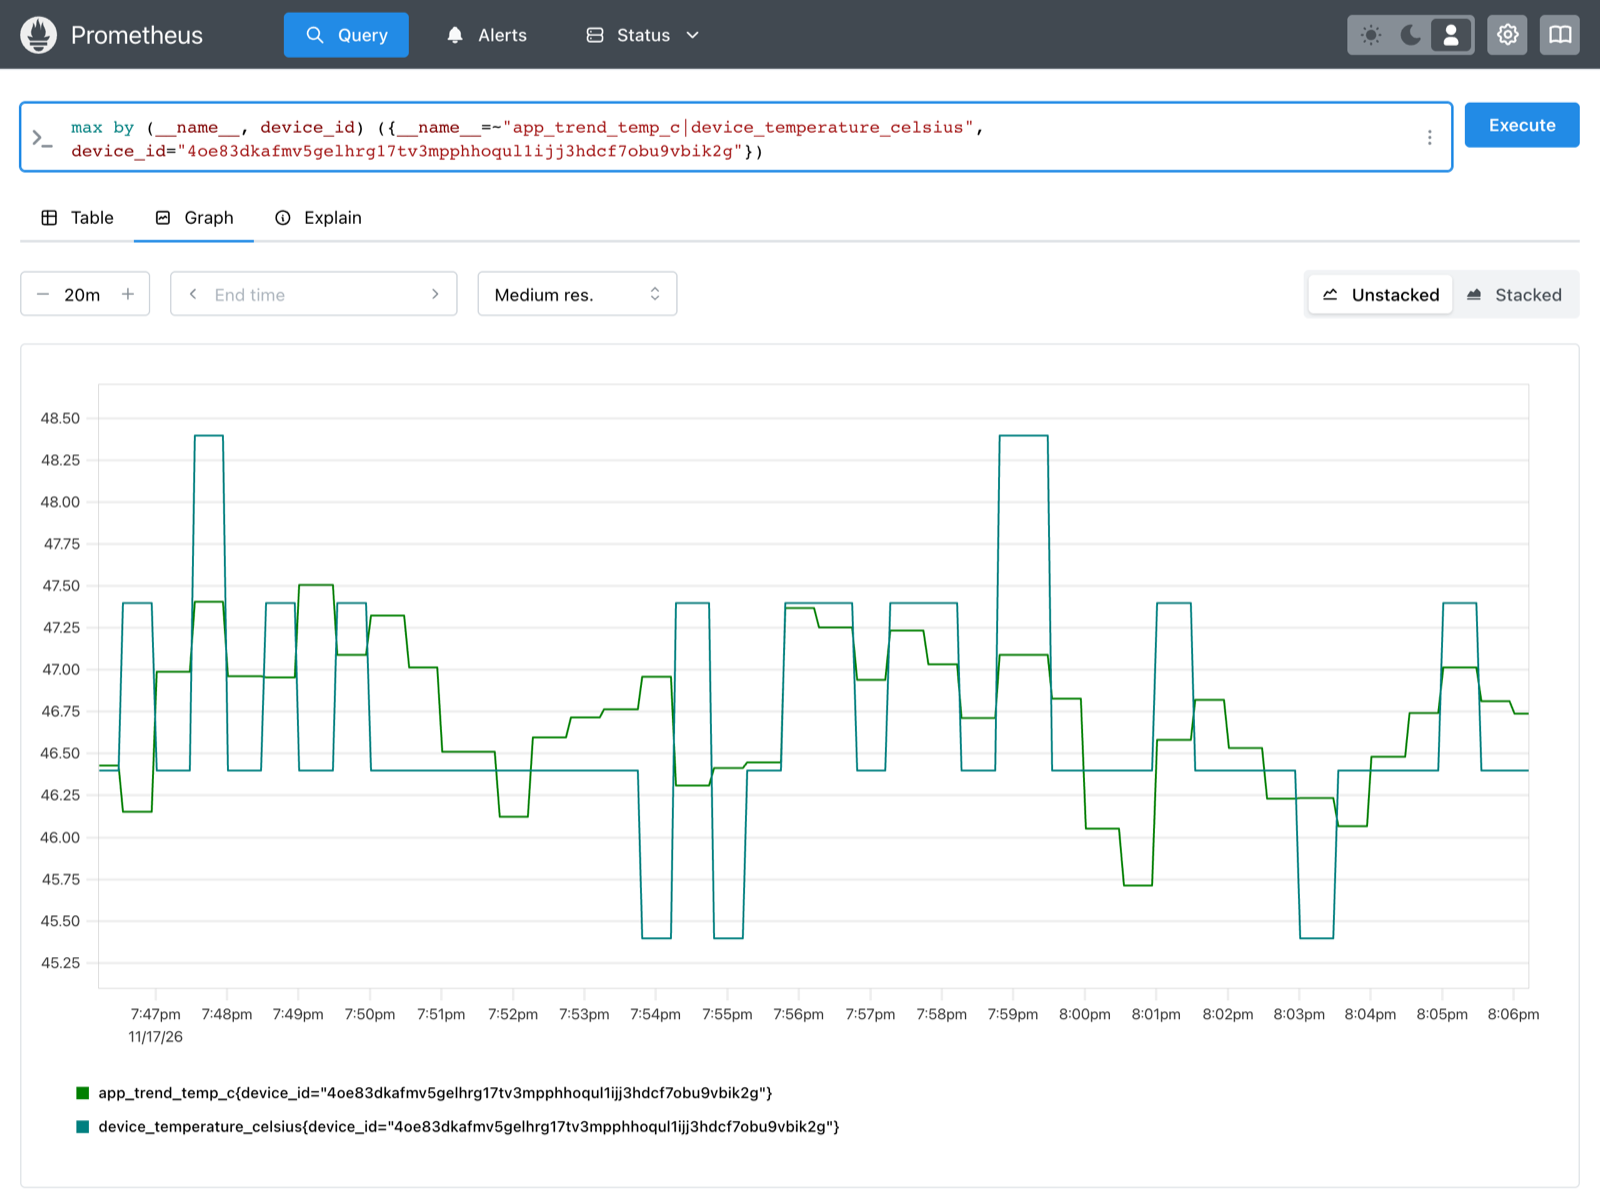 Prometheus
Query
Alerts
Status
max by (__name__, device_id) ({__name__=~"app_trend_temp_c|device_temperature_celsius",
device_id="4oe83dkafmv5gelhrg17tv3mpphhoqul1ijj3hdcf7obu9vbik2g"})
Execute
Table
Graph
Explain
20m
End time
Medium res.
Unstacked
Stacked
48.50
48.25
48.00
47.75
47.50
47.25
47.00
46.75
46.50
46.25
46.00
45.75
45.50
45.25
7:47pm 7:48pm 7:49pm 7:50pm 7:51pm 7:52pm 7:53pm 7:54pm 7:55pm 7:56pm 7:57pm 7:58pm 7:59pm 8:00pm 8:01pm 8:02pm 8:03pm 8:04pm 8:05pm 8:06pm
11/17/26
app_trend_temp_c{device_id="4oe83dkafmv5gelhrg17tv3mpphhoqul1ijj3hdcf7obu9vbik2g"}
device_temperature_celsius{device_id="4oe83dkafmv5gelhrg17tv3mpphhoqul1ijj3hdcf7obu9vbik2g"}